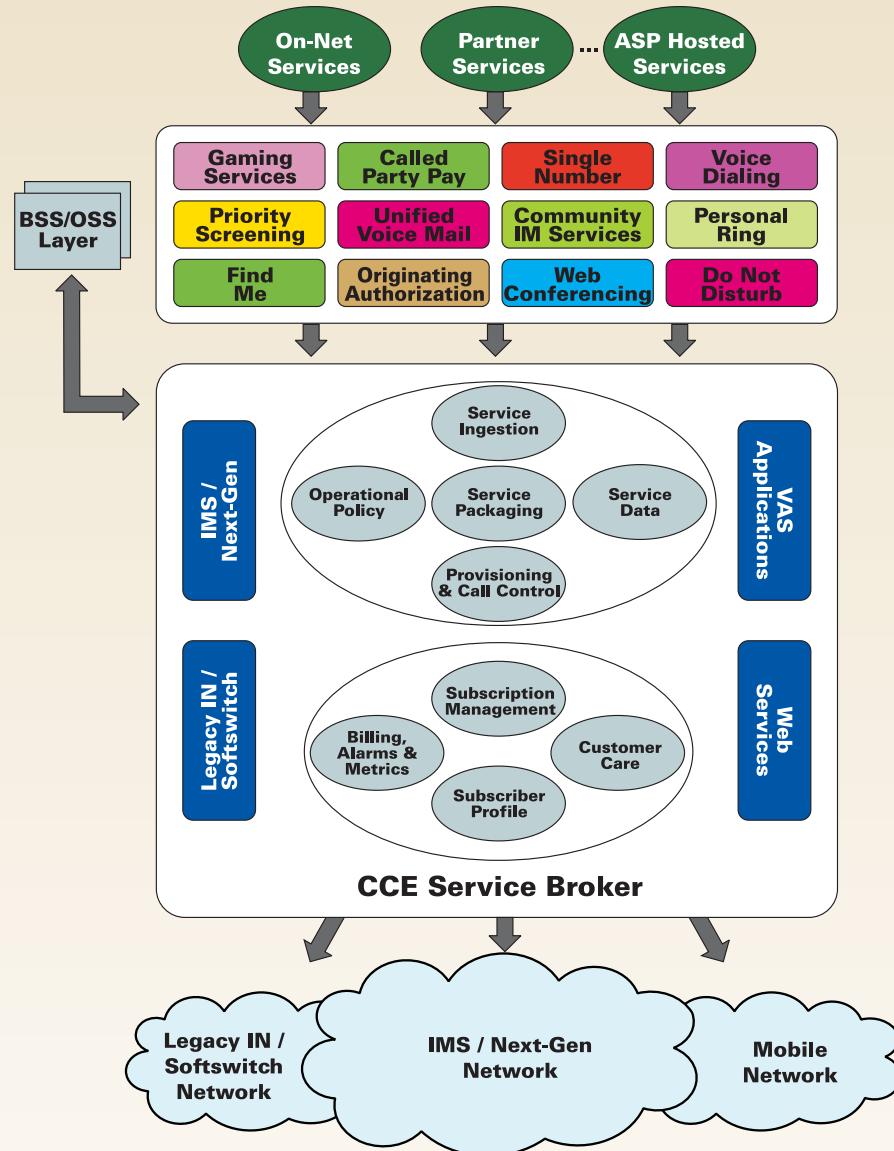 On-Net
Services
Partner
Services
...
ASP Hosted
Services
Gaming
Services
Called
Party Pay
Single
Number
Voice
Dialing
BSS/OSS
Layer
Priority
Screening
Unified
Voice Mail
Community
IM Services
Personal
Ring
Find
Me
Originating
Authorization
Web
Conferencing
Do Not
Disturb
IMS /
Next-Gen
Service
Ingestion
Operational
Policy
Service
Packaging
Service
Data
Provisioning
& Call Control
VAS
Applications
Legacy IN /
Softswitch
Subscription
Management
Billing,
Alarms &
Metrics
Customer
Care
Subscriber
Profile
Web
Services
CCE Service Broker
Legacy IN /
Softswitch
Network
IMS / Next-Gen
Network
Mobile
Network